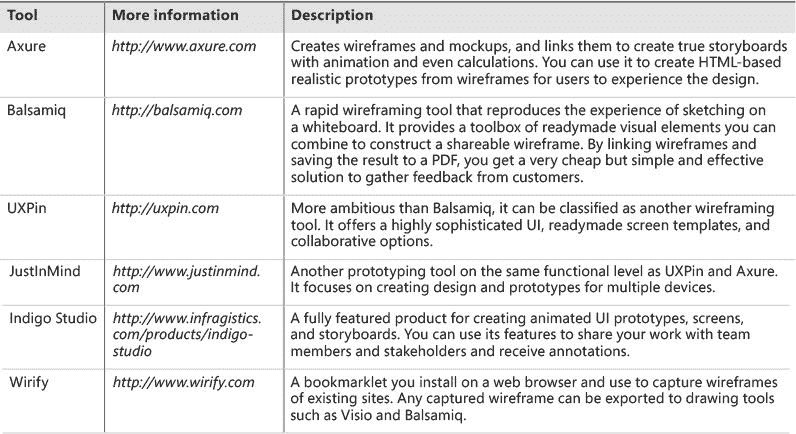 Tool More information Description
Axure http://www.axure.com Creates wireframes and mockups, and links them to create true storyboards
with animation and even calculations. You can use it to create HTML-based
realistic prototypes from wireframes for users to experience the design.
Balsamiq http://balsamiq.com A rapid wireframing tool that reproduces the experience of sketching on
a whiteboard. It provides a toolbox of readymade visual elements you can
combine to construct a shareable wireframe. By linking wireframes and
saving the result to a PDF, you get a very cheap but simple and effective
solution to gather feedback from customers.
UXPin http://uxpin.com More ambitious than Balsamiq, it can be classified as another wireframing
tool. It offers a highly sophisticated UI, readymade screen templates, and
collaborative options.
JustInMind http://www.justinmind. Another prototyping tool on the same functional level as UXPin and Axure.
com It focuses on creating design and prototypes for multiple devices.
Indigo Studio http://www.infragistics. A fully featured product for creating animated UI prototypes, screens,
com/products/indigo- and storyboards. You can use its features to share your work with team
studio members and stakeholders and receive annotations.
Wirify http://www.wirify.com A bookmarklet you install on a web browser and use to capture wireframes
of existing sites. Any captured wireframe can be exported to drawing tools
such as Visio and Balsamiq.